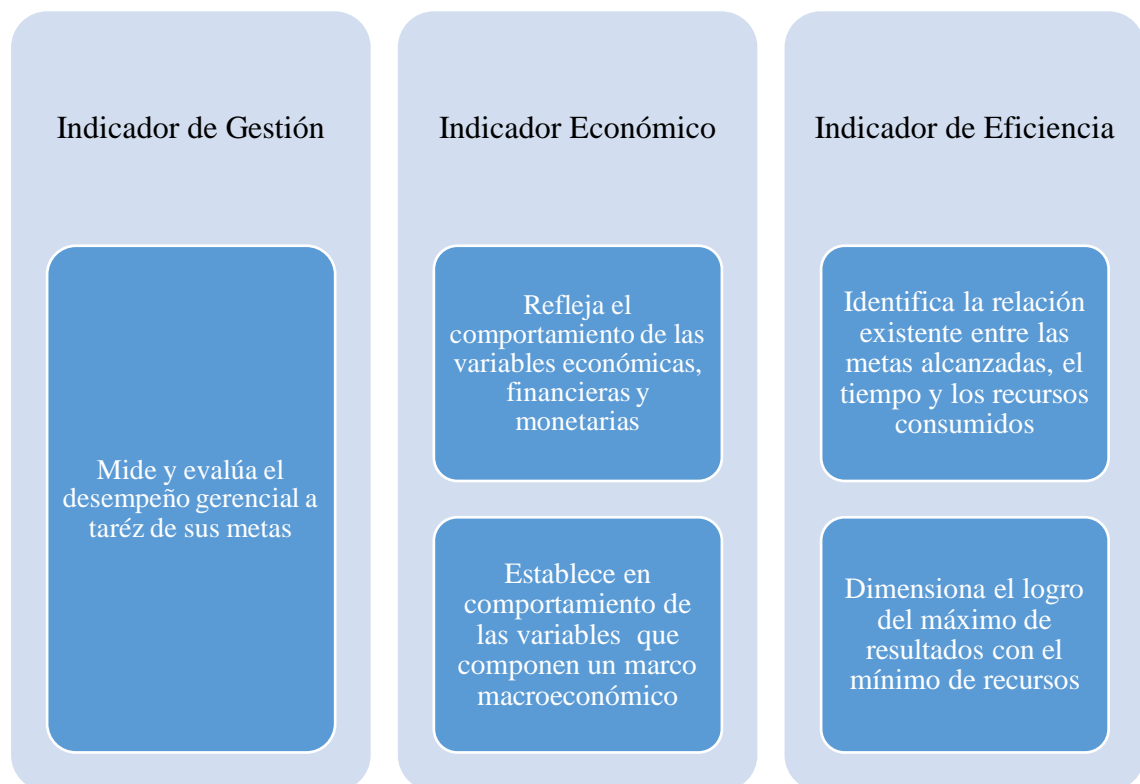 Indicador de Gestión
Mide y evalúa el
desempeño gerencial a
taréz de sus metas
Indicador Económico
Refleja el
comportamiento de las
variables económicas,
financieras y
monetarias
Establece en
comportamiento de
las variables que
componen un marco
macroeconómico
Indicador de Eficiencia
Identifica la relación
existente entre las
metas alcanzadas, el
tiempo y los recursos
consumidos
Dimensiona el logro
del máximo de
resultados con el
mínimo de recursos